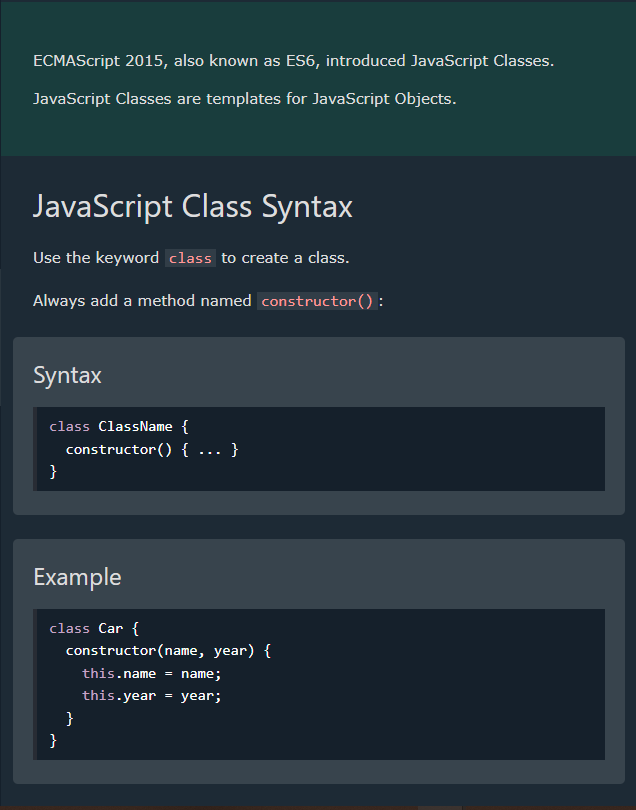 ECMAScript 2015, also known as ES6, introduced JavaScript Classes.
JavaScript Classes are templates for JavaScript Objects.
JavaScript Class Syntax
Use the keyword class to create a class.
Always add a method named constructor():
Syntax
class ClassName {
  constructor() { ... }
}
Example
class Car {
  constructor(name, year) {
    this.name = name;
    this.year = year;
  }
}